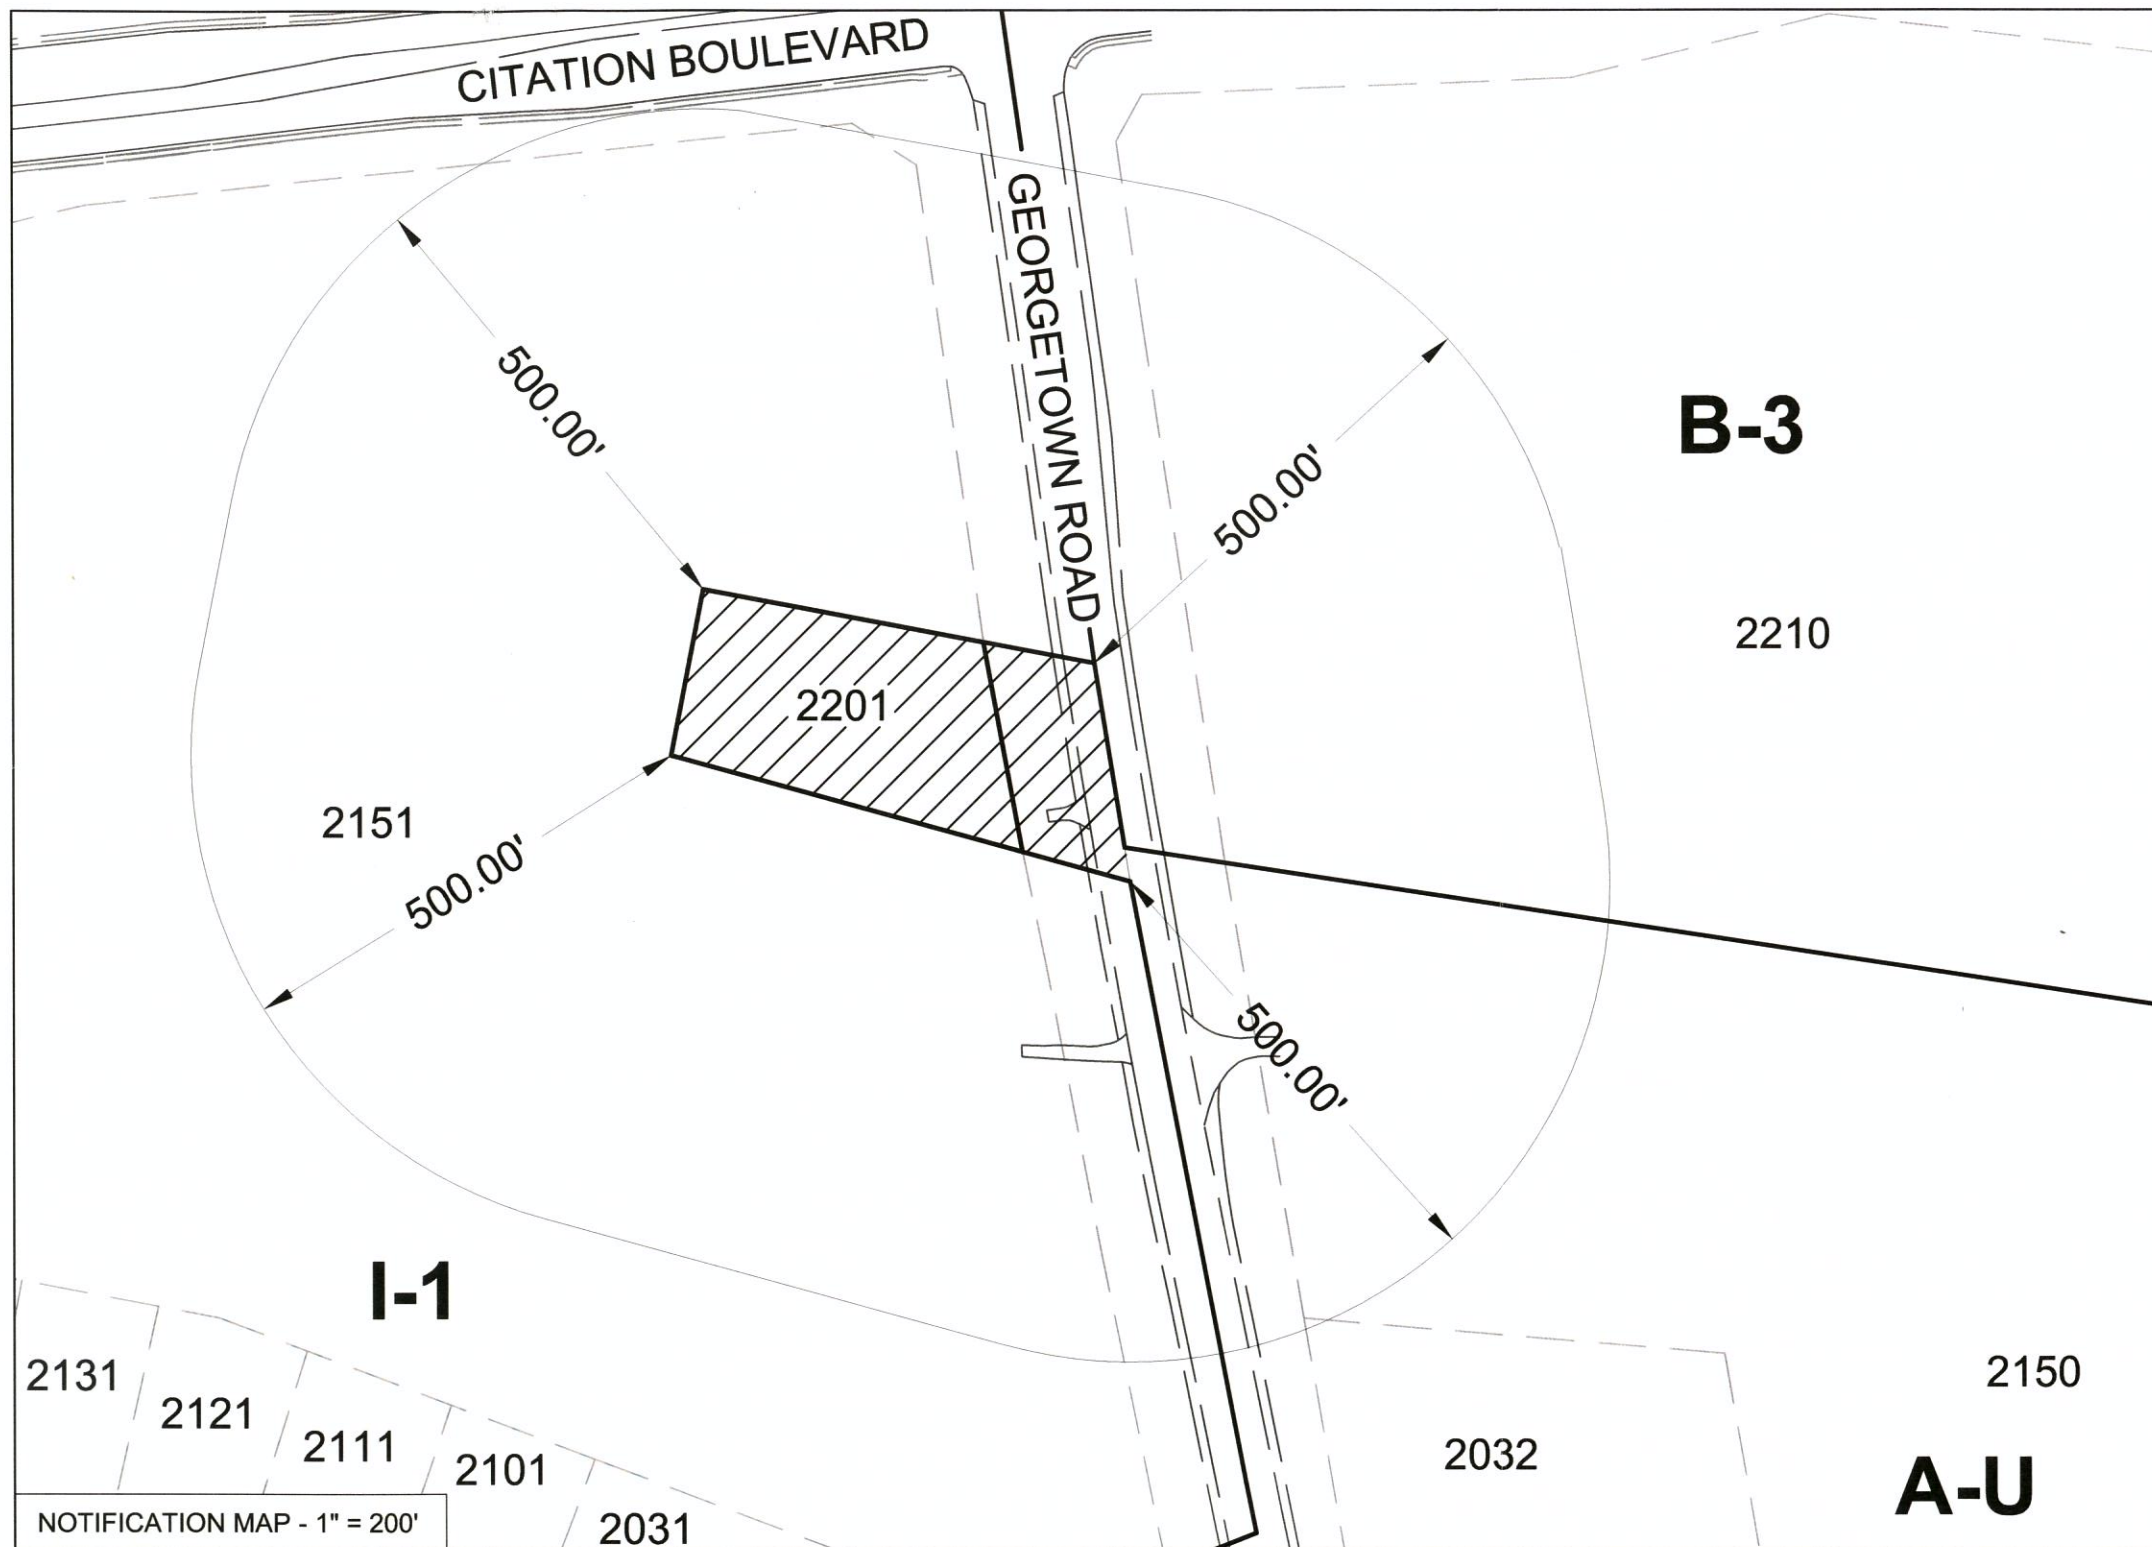 CITATION BOULEVARD
GEORGETOWN ROAD
500.00'
500.00'
B-3
2210
2201
2151
500.00'
500.00'
I-1
2131
2121
2111
2101
2031
2032
2150
A-U
NOTIFICATION MAP - 1" = 200'